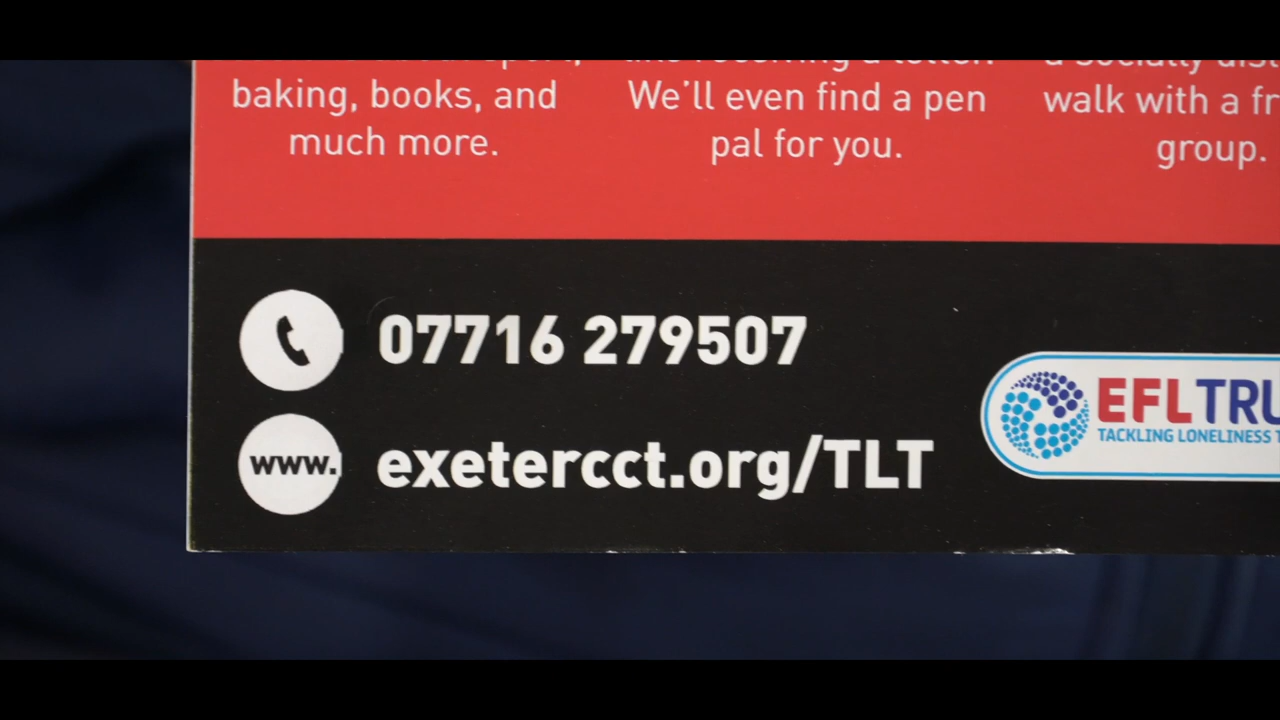 baking, books, and
much more.
We'll even find a pen
pal for you.
walk with a
group.
07716 279507
www.
exetercct.org/TLT
EFL
TACKLING LONELINESS